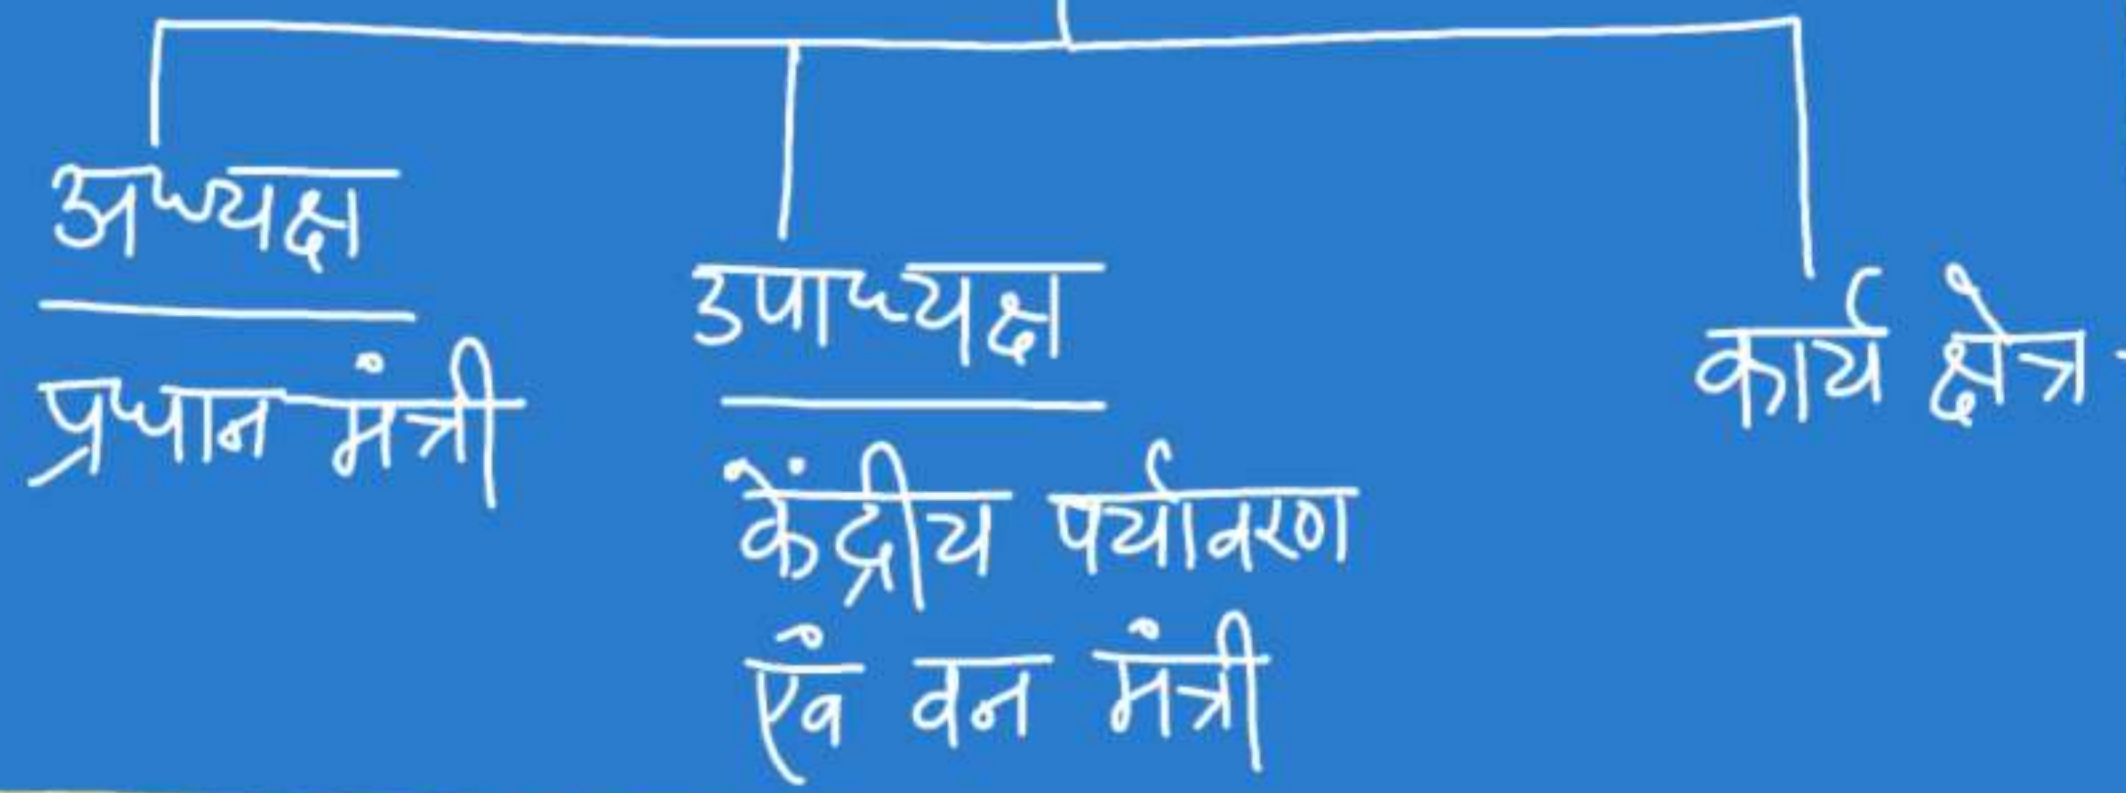 अध्यक्ष
प्रधान मंत्री
उपाध्यक्ष
केंद्रीय पर्यावरण
एवं वन मंत्री
कार्य क्षेत्र